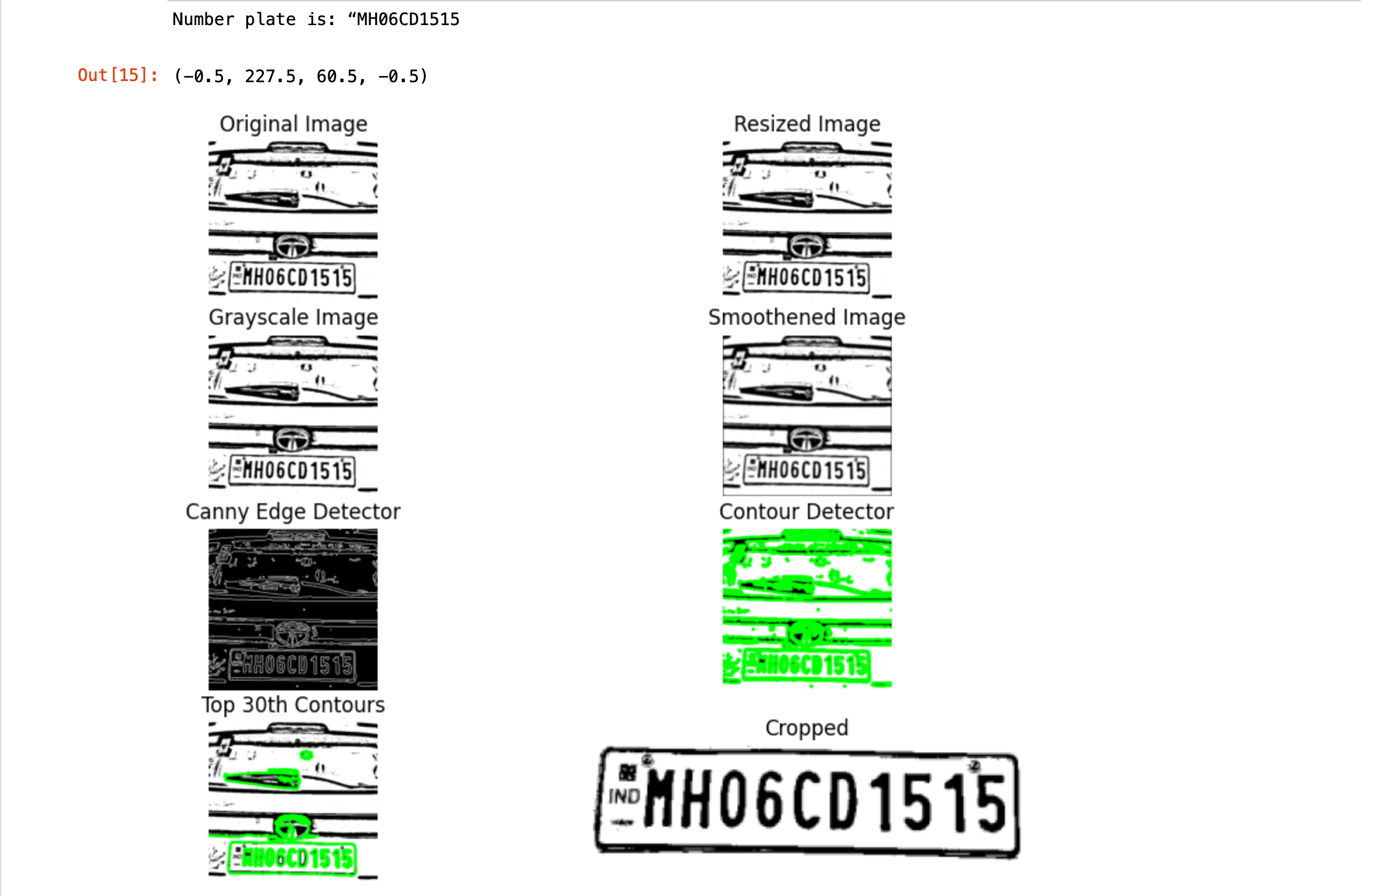 Number plate is: “MH06CD1515
Out[15]: (-0.5, 227.5, 60.5, -0.5)
Original Image
Resized Image
MH06CD1515
MH06CD1515
Grayscale Image
Smoothened Image
MH06CD1515
MH06CD1515
Canny Edge Detector
Contour Detector
MH06CD1515
MH06CD1515
Top 30th Contours
Cropped
MH06CD1515
IND MH06CD1515